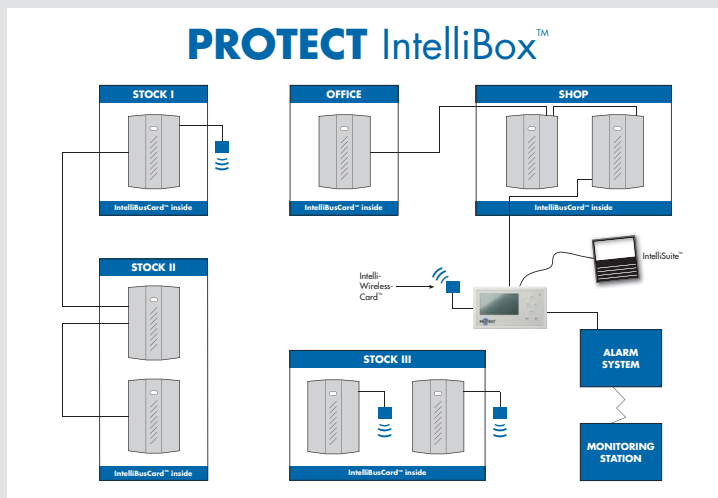 PROTECT IntelliBox™
STOCK I
IntelliBusCard™ inside
OFFICE
IntelliBusCard™ inside
SHOP
IntelliBusCard™ inside
STOCK II
IntelliBusCard™ inside
Intelli-
Wireless-
Card™
PROTECT
IntelliSuite™
STOCK III
IntelliBusCard™ inside
ALARM
SYSTEM
MONITORING
STATION